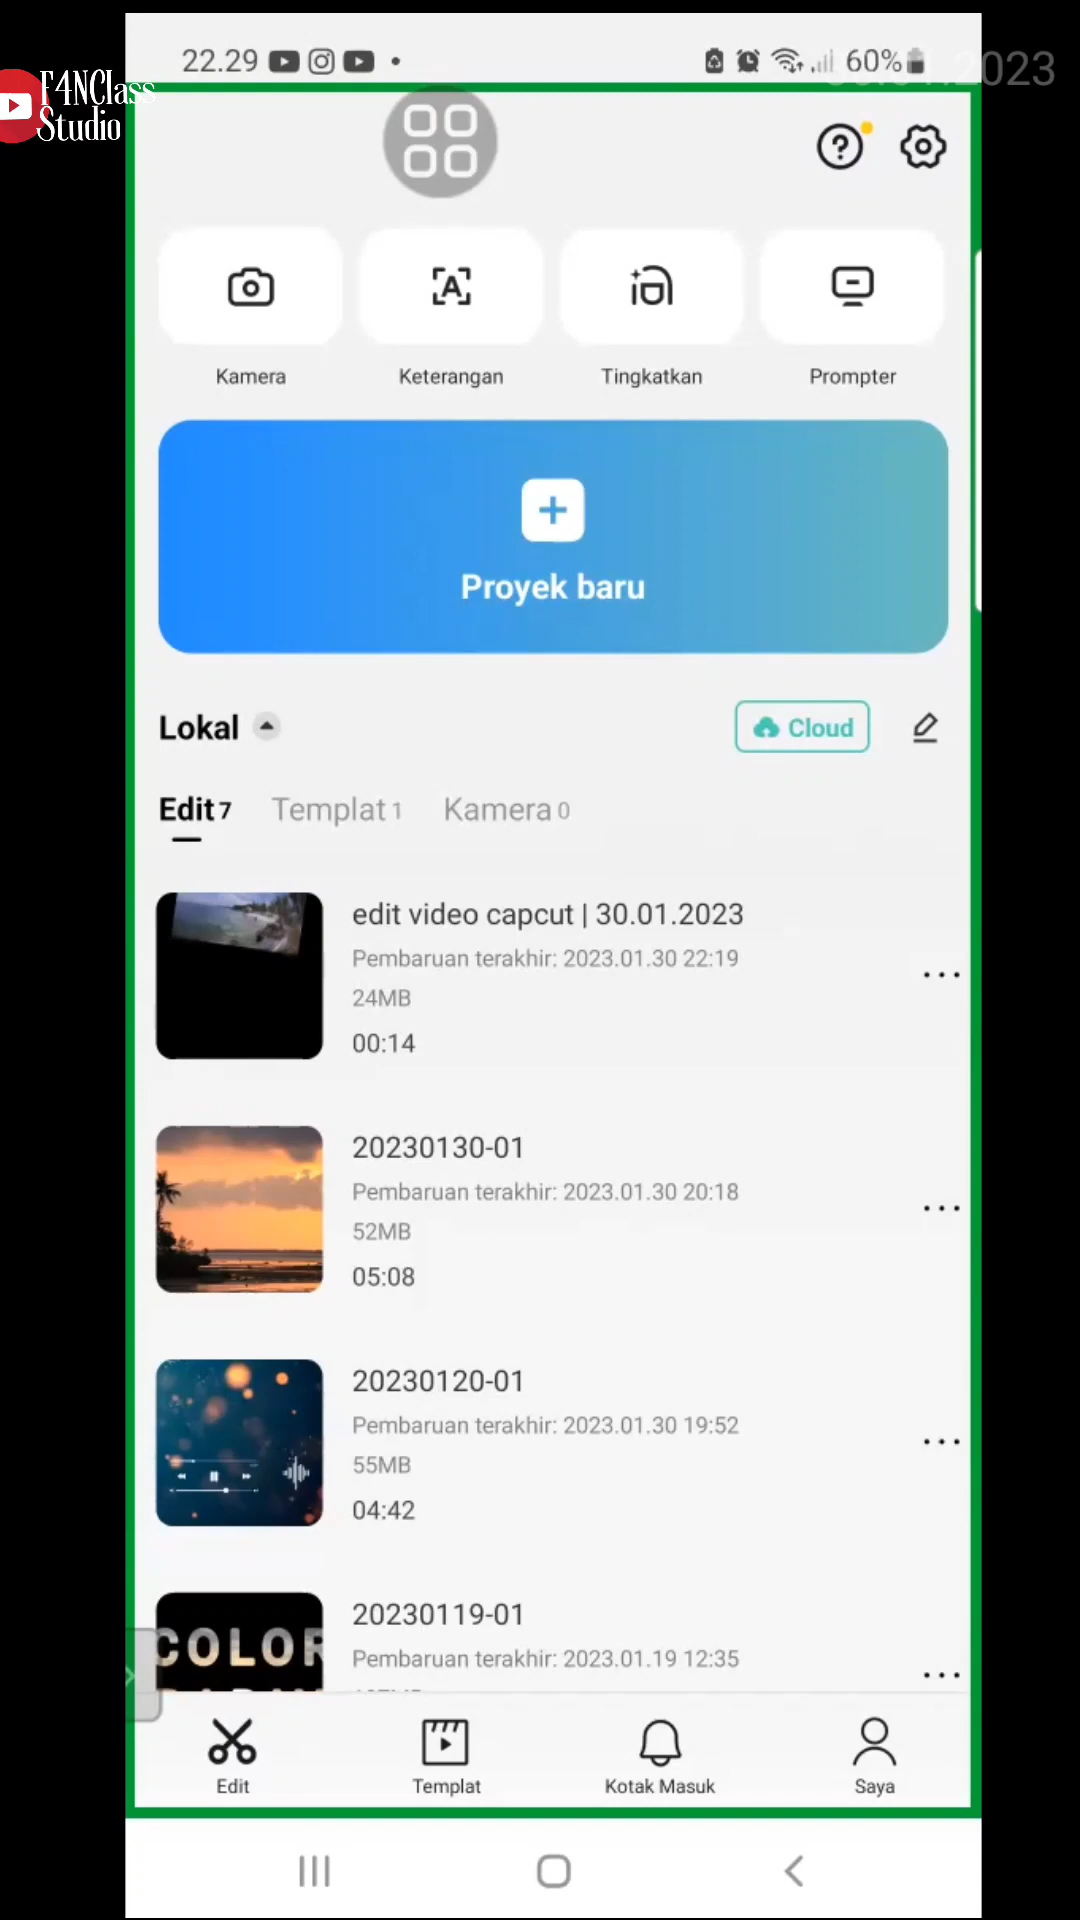 22.29
60%
F4NClass
Studio
Kamera
Keterangan
Tingkatkan
Prompter
Proyek baru
Lokal
Cloud
Edit 7
Templat 1
Kamera 0
edit video capcut | 30.01.2023
Pembaruan terakhir: 2023.01.30 22:19
24MB
00:14
20230130-01
Pembaruan terakhir: 2023.01.30 20:18
52MB
05:08
20230120-01
Pembaruan terakhir: 2023.01.30 19:52
55MB
04:42
20230119-01
COLOR
Pembaruan terakhir: 2023.01.19 12:35
Edit
Templat
Kotak Masuk
Saya